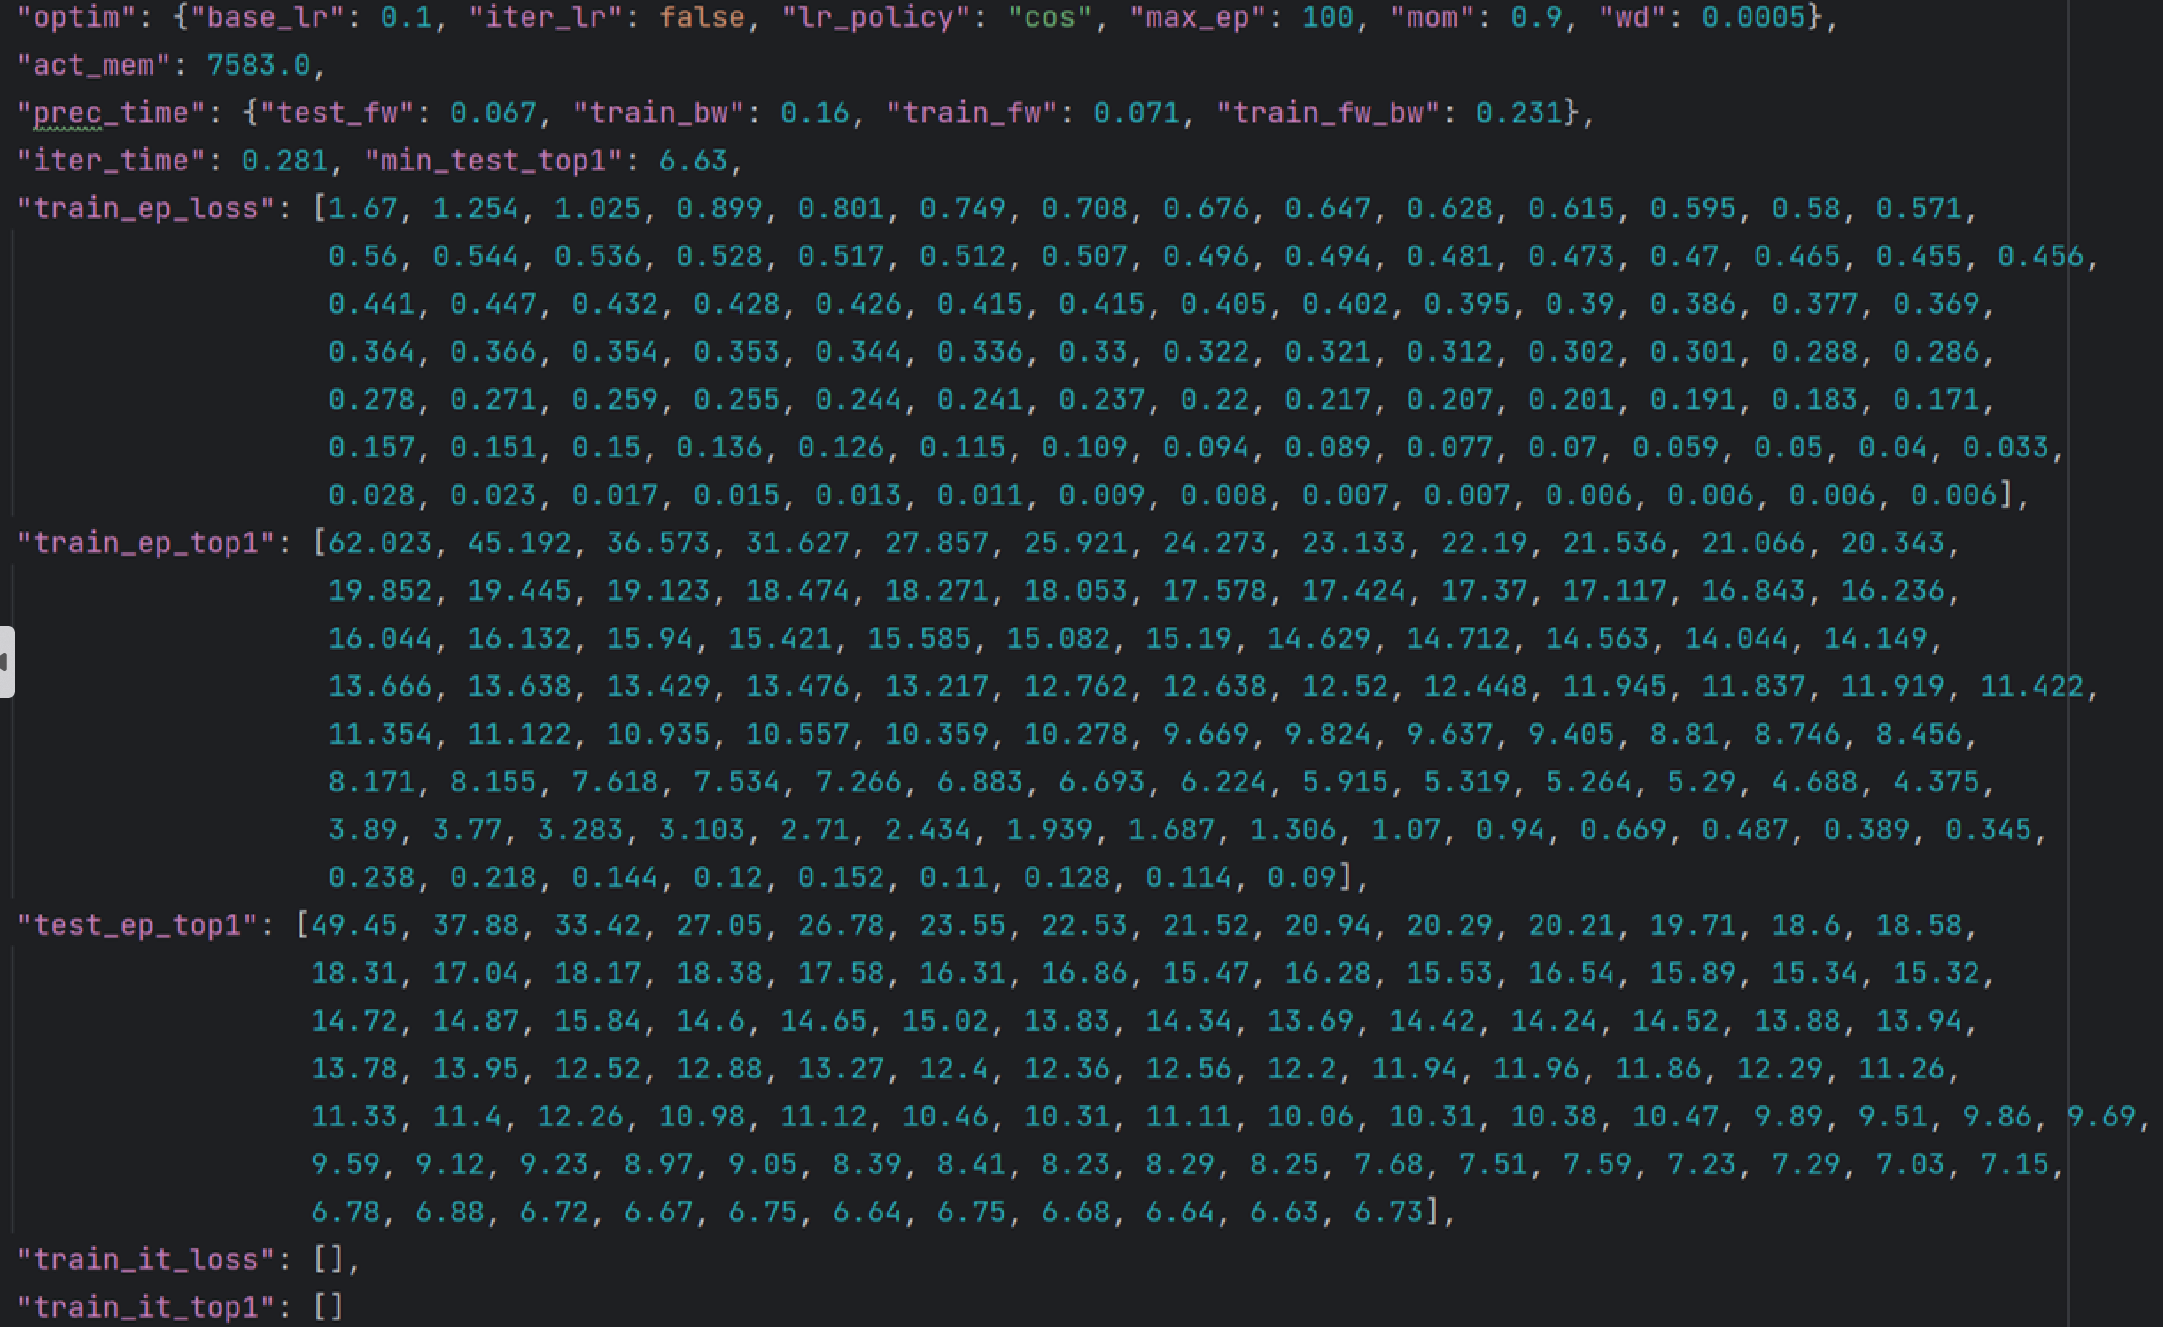 "optim": {"base_lr": 0.1, "iter_lr": false, "lr_policy": "cos", "max_ep": 100, "mom": 0.9, "wd": 0.0005},
"act_mem": 7583.0,
"prec_time": {"test_fw": 0.067, "train_bw": 0.16, "train_fw": 0.071, "train_fw_bw": 0.231},
"iter_time": 0.281, "min_test_top1": 6.63,
"train_ep_loss": [1.67, 1.254, 1.025, 0.899, 0.801, 0.749, 0.708, 0.676, 0.647, 0.628, 0.615, 0.595, 0.58, 0.571,
0.56, 0.544, 0.536, 0.528, 0.517, 0.512, 0.507, 0.496, 0.494, 0.481, 0.473, 0.47, 0.465, 0.455, 0.456,
0.441, 0.447, 0.432, 0.428, 0.426, 0.415, 0.415, 0.405, 0.402, 0.395, 0.39, 0.386, 0.377, 0.369,
0.364, 0.366, 0.354, 0.353, 0.344, 0.336, 0.33, 0.322, 0.321, 0.312, 0.302, 0.301, 0.288, 0.286,
0.278, 0.271, 0.259, 0.255, 0.244, 0.241, 0.237, 0.22, 0.217, 0.207, 0.201, 0.191, 0.183, 0.171,
0.157, 0.151, 0.15, 0.136, 0.126, 0.115, 0.109, 0.094, 0.089, 0.077, 0.07, 0.059, 0.05, 0.04, 0.033,
0.028, 0.023, 0.017, 0.015, 0.013, 0.011, 0.009, 0.008, 0.007, 0.007, 0.006, 0.006, 0.006, 0.006],
"train_ep_top1": [62.023, 45.192, 36.573, 31.627, 27.857, 25.921, 24.273, 23.133, 22.19, 21.536, 21.066, 20.343,
19.852, 19.445, 19.123, 18.474, 18.271, 18.053, 17.578, 17.424, 17.37, 17.117, 16.843, 16.236,
16.044, 16.132, 15.94, 15.421, 15.585, 15.082, 15.19, 14.629, 14.712, 14.563, 14.044, 14.149,
13.666, 13.638, 13.429, 13.476, 13.217, 12.762, 12.638, 12.52, 12.448, 11.945, 11.837, 11.919, 11.422,
11.354, 11.122, 10.935, 10.557, 10.359, 10.278, 9.669, 9.824, 9.637, 9.405, 8.81, 8.746, 8.456,
8.171, 8.155, 7.618, 7.534, 7.266, 6.883, 6.693, 6.224, 5.915, 5.319, 5.264, 5.29, 4.688, 4.375,
3.89, 3.77, 3.283, 3.103, 2.71, 2.434, 1.939, 1.687, 1.306, 1.07, 0.94, 0.669, 0.487, 0.389, 0.345,
0.238, 0.218, 0.144, 0.12, 0.152, 0.11, 0.128, 0.114, 0.09],
"test_ep_top1": [49.45, 37.88, 33.42, 27.05, 26.78, 23.55, 22.53, 21.52, 20.94, 20.29, 20.21, 19.71, 18.6, 18.58,
18.31, 17.04, 18.17, 18.38, 17.58, 16.31, 16.86, 15.47, 16.28, 15.53, 16.54, 15.89, 15.34, 15.32,
14.72, 14.87, 15.84, 14.6, 14.65, 15.02, 13.83, 14.34, 13.69, 14.42, 14.24, 14.52, 13.88, 13.94,
13.78, 13.95, 12.52, 12.88, 13.27, 12.4, 12.36, 12.56, 12.2, 11.94, 11.96, 11.86, 12.29, 11.26,
11.33, 11.4, 12.26, 10.98, 11.12, 10.46, 10.31, 11.11, 10.06, 10.31, 10.38, 10.47, 9.89, 9.51, 9.86, 9.69,
9.59, 9.12, 9.23, 8.97, 9.05, 8.39, 8.41, 8.23, 8.29, 8.25, 7.68, 7.51, 7.59, 7.23, 7.29, 7.03, 7.15,
6.78, 6.88, 6.72, 6.67, 6.75, 6.64, 6.75, 6.68, 6.64, 6.63, 6.73],
"train_it_loss": [],
"train_it_top1": []